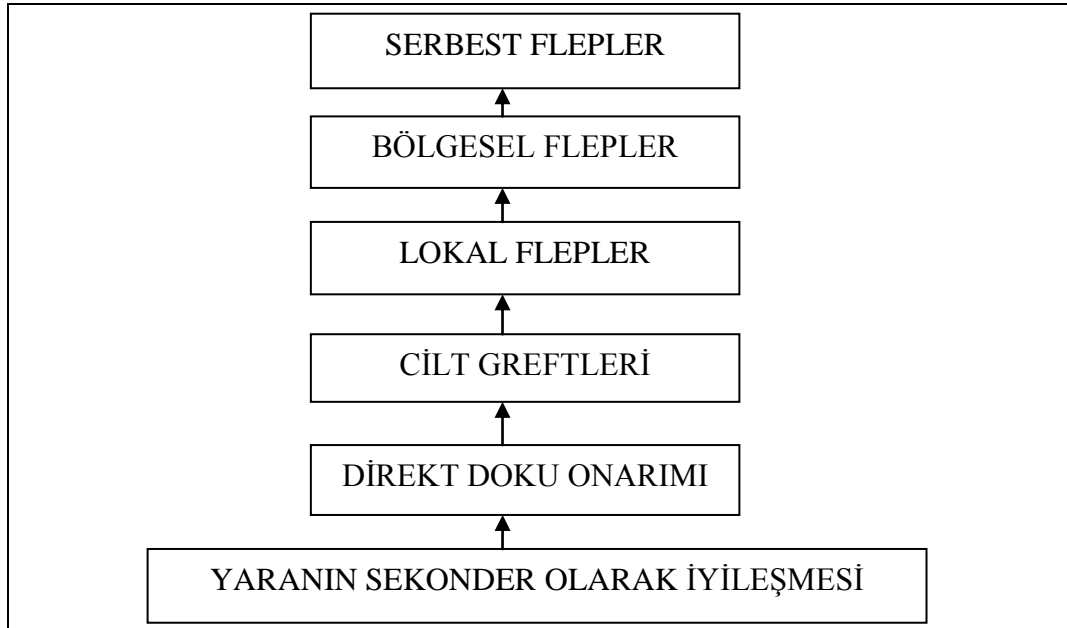 SERBEST FLEPLER
BÖLGESEL FLEPLER
LOKAL FLEPLER
CİLT GREFTLERİ
DİREKT DOKU ONARIMI
YARANIN SEKONDER OLARAK İYİLEŞMESİ